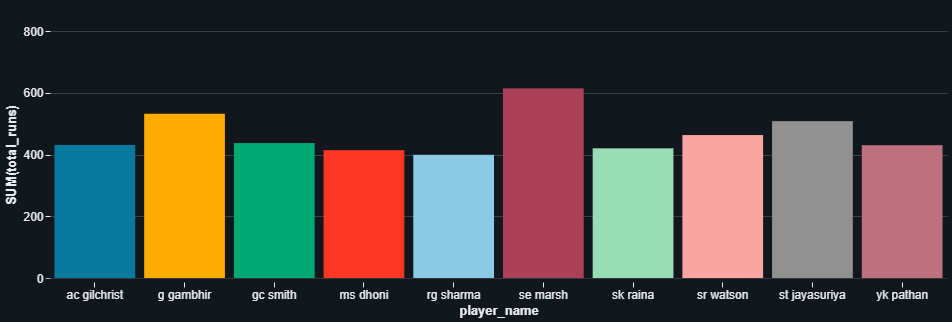 800
600
400
200
0
SUM(total_runs)
ac gilchrist g gambhir gc smith ms dhoni rg sharma se marsh sk raina sr watson st jayasuriya yk pathan
player_name